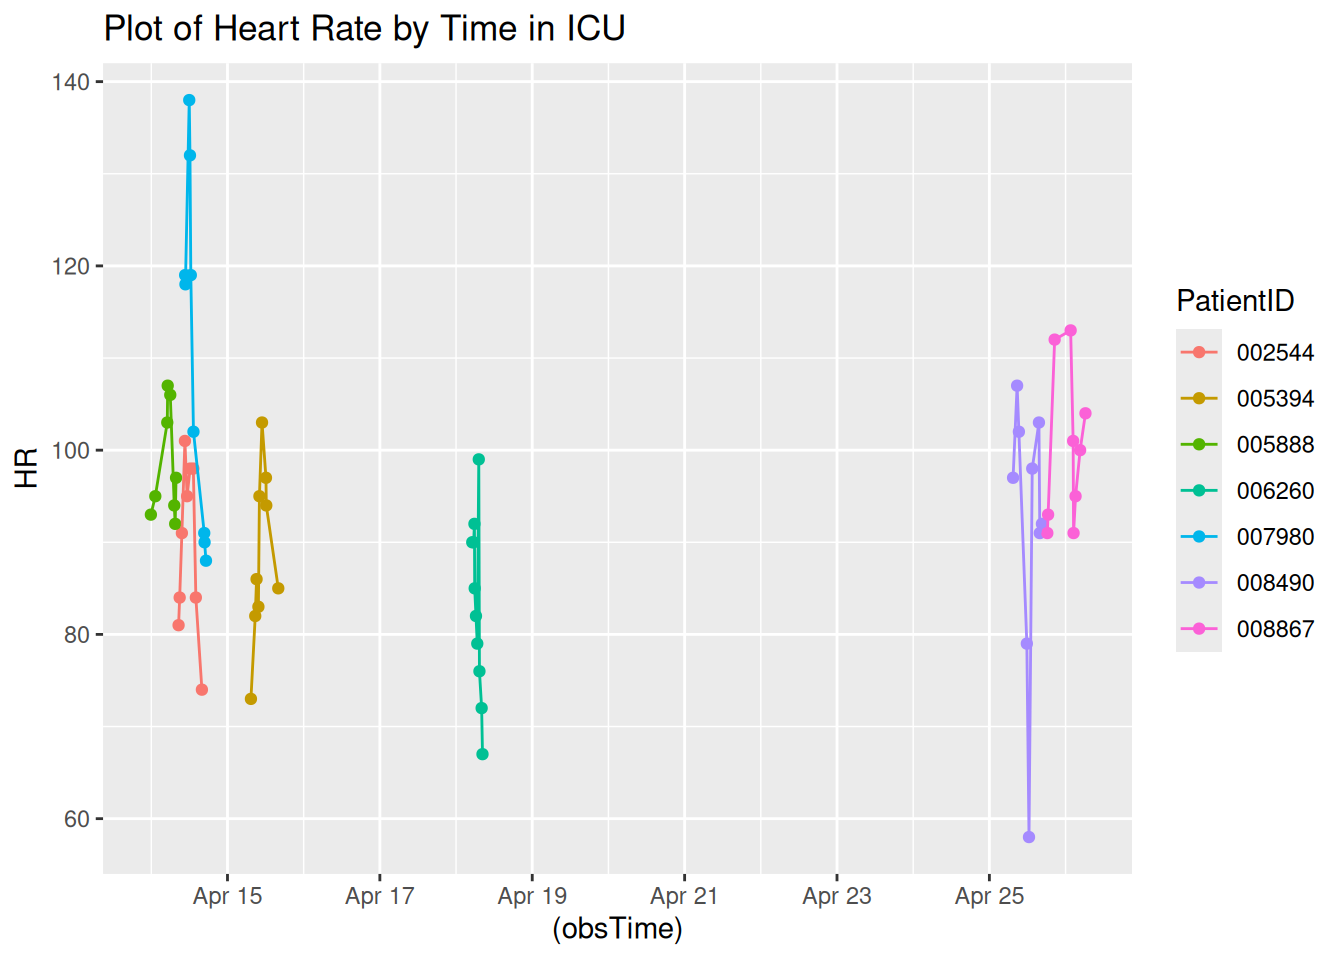 Plot of Heart Rate by Time in ICU
140
120
100
80
60
HR
Apr 15 Apr 17 Apr 19 Apr 21 Apr 23 Apr 25
(obsTime)
PatientID
002544
005394
005888
006260
007980
008490
008867